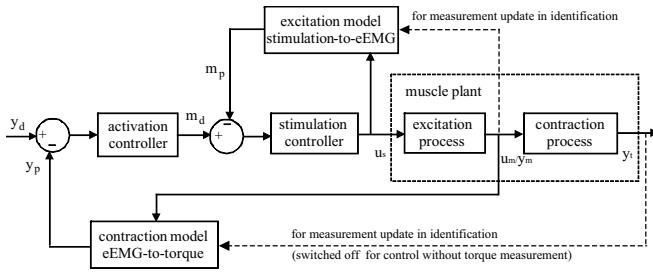 excitation model
stimulation-to-eEMG
for measurement update in identification
m_p
muscle plant
y_d
+
−
activation
controller
m_d
+
−
stimulation
controller
u_s
excitation
process
u_m/y_m
contraction
process
y_t
y_p
contraction model
eEMG-to-torque
for measurement update in identification
(switched off for control without torque measurement)